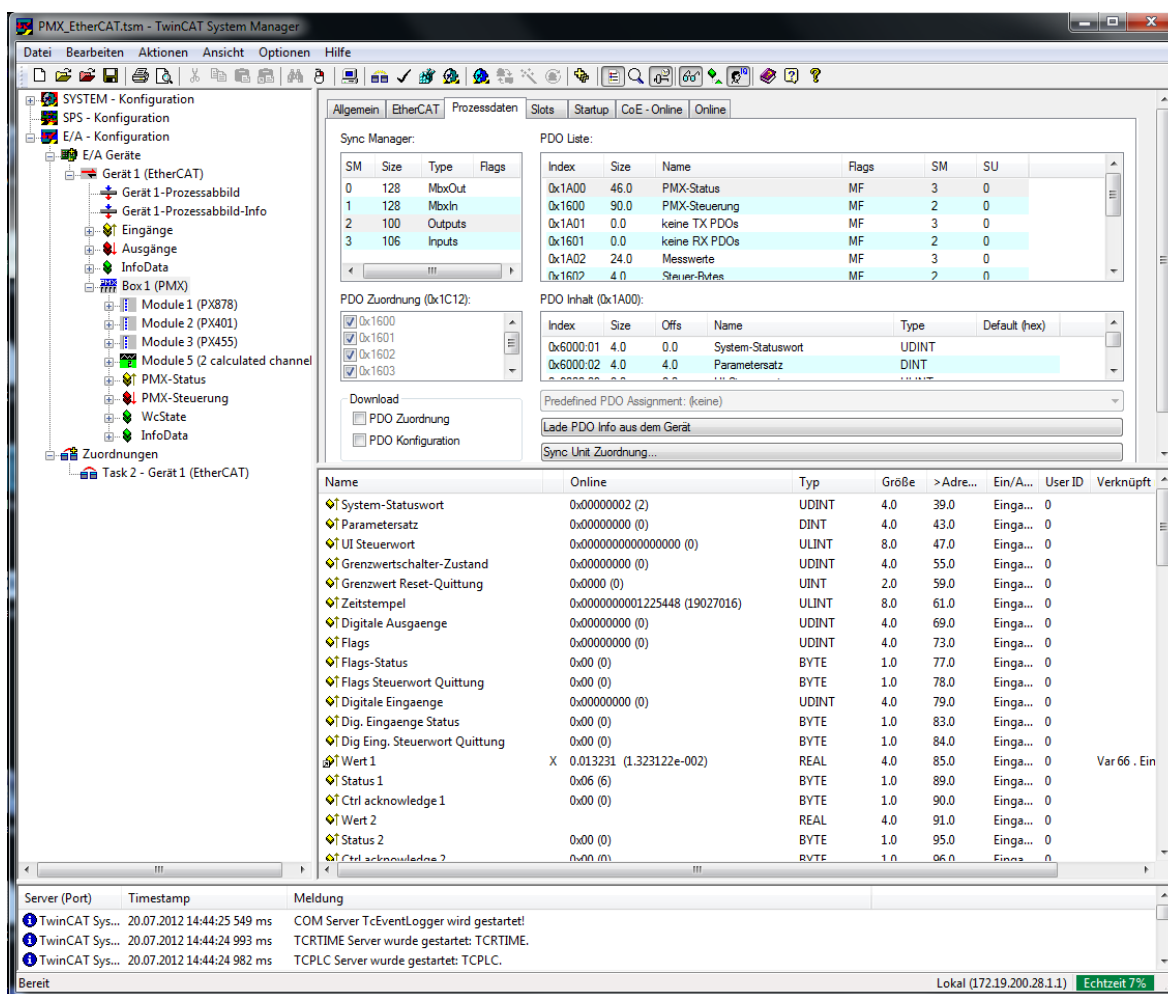 PMX_EtherCAT.tsm - TwinCAT System Manager
Datei Bearbeiten Aktionen Ansicht Optionen Hilfe
SYSTEM - Konfiguration
SPS - Konfiguration
E/A - Konfiguration
E/A Geräte
Gerät 1 (EtherCAT)
Gerät 1-Prozessabbild
Gerät 1-Prozessabbild-Info
Eingänge
Ausgänge
InfoData
Box 1 (PMX)
Module 1 (PX878)
Module 2 (PX401)
Module 3 (PX455)
Module 5 (2 calculated channel
PMX-Status
PMX-Steuerung
WcState
InfoData
Zuordnungen
Task 2 - Gerät 1 (EtherCAT)
Allgemein EtherCAT Prozessdaten Slots Startup CoE - Online Online
Sync Manager:
SM Size Type Flags
0 128 MbxOut
1 128 MbxIn
2 100 Outputs
3 106 Inputs
PDO Liste:
Index Size Name Flags SM SU
0x1A00 46.0 PMX-Status MF 3 0
0x1600 90.0 PMX-Steuerung MF 2 0
0x1A01 0.0 keine TX PDOs MF 3 0
0x1601 0.0 keine RX PDOs MF 2 0
0x1A02 24.0 Messwerte MF 3 0
0x1602 4.0 Steuer-Bytes MF 2 0
PDO Zuordnung (0x1C12):
0x1600
0x1601
0x1602
0x1603
PDO Inhalt (0x1A00):
Index Size Offs Name Type Default (hex)
0x6000:01 4.0 0.0 System-Statuswort UDINT
0x6000:02 4.0 4.0 Parametersatz DINT
Download
PDO Zuordnung
PDO Konfiguration
Predefined PDO Assignment: (keine)
Lade PDO Info aus dem Gerät
Sync Unit Zuordnung...
Name Online Typ Größe >Adre... Ein/A... User ID Verknüpft
System-Statuswort 0x00000002 (2) UDINT 4.0 39.0 Einga... 0
Parametersatz 0x00000000 (0) DINT 4.0 43.0 Einga... 0
UI Steuerwort 0x0000000000000000 (0) ULINT 8.0 47.0 Einga... 0
Grenzwertschalter-Zustand 0x00000000 (0) UDINT 4.0 55.0 Einga... 0
Grenzwert Reset-Quittung 0x0000 (0) UINT 2.0 59.0 Einga... 0
Zeitstempel 0x0000000001225448 (19027016) ULINT 8.0 61.0 Einga... 0
Digitale Ausgaenge 0x00000000 (0) UDINT 4.0 69.0 Einga... 0
Flags 0x00000000 (0) UDINT 4.0 73.0 Einga... 0
Flags-Status 0x00 (0) BYTE 1.0 77.0 Einga... 0
Flags Steuerwort Quittung 0x00 (0) BYTE 1.0 78.0 Einga... 0
Digitale Eingaenge 0x00000000 (0) UDINT 4.0 79.0 Einga... 0
Dig. Eingaenge Status 0x00 (0) BYTE 1.0 83.0 Einga... 0
Dig Eing. Steuerwort Quittung 0x00 (0) BYTE 1.0 84.0 Einga... 0
Wert 1 X 0.013231 (1.323122e-002) REAL 4.0 85.0 Einga... 0 Var 66 . Ein
Status 1 0x06 (6) BYTE 1.0 89.0 Einga... 0
Ctrl acknowledge 1 0x00 (0) BYTE 1.0 90.0 Einga... 0
Wert 2 REAL 4.0 91.0 Einga... 0
Status 2 0x00 (0) BYTE 1.0 95.0 Einga... 0
Ctrl acknowledge 2 0x00 (0) BYTE 1.0 96.0 Einga... 0
Server (Port) Timestamp Meldung
TwinCAT Sys... 20.07.2012 14:44:25 549 ms COM Server TcEventLogger wird gestartet!
TwinCAT Sys... 20.07.2012 14:44:24 993 ms TCRTIME Server wurde gestartet: TCRTIME.
TwinCAT Sys... 20.07.2012 14:44:24 982 ms TCPLC Server wurde gestartet: TCPLC.
Bereit Lokal (172.19.200.28.1.1) Echtzeit 7%